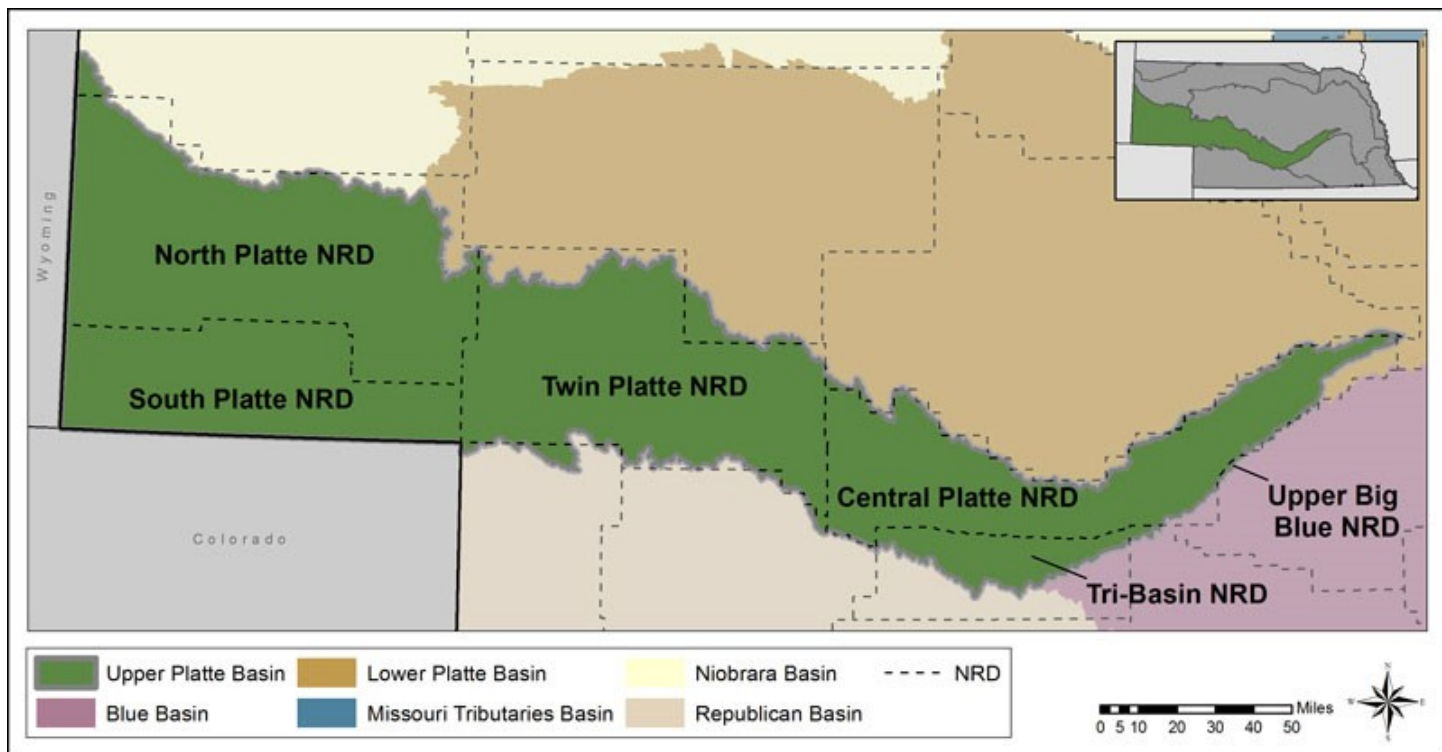 Wyoming
North Platte NRD
South Platte NRD
Twin Platte NRD
Central Platte NRD
Upper Big
Blue NRD
Tri-Basin NRD
Colorado
Upper Platte Basin
Lower Platte Basin
Niobrara Basin
NRD
Blue Basin
Missouri Tributaries Basin
Republican Basin
Miles
0 5 10 20 30 40 50
N
W
E
S